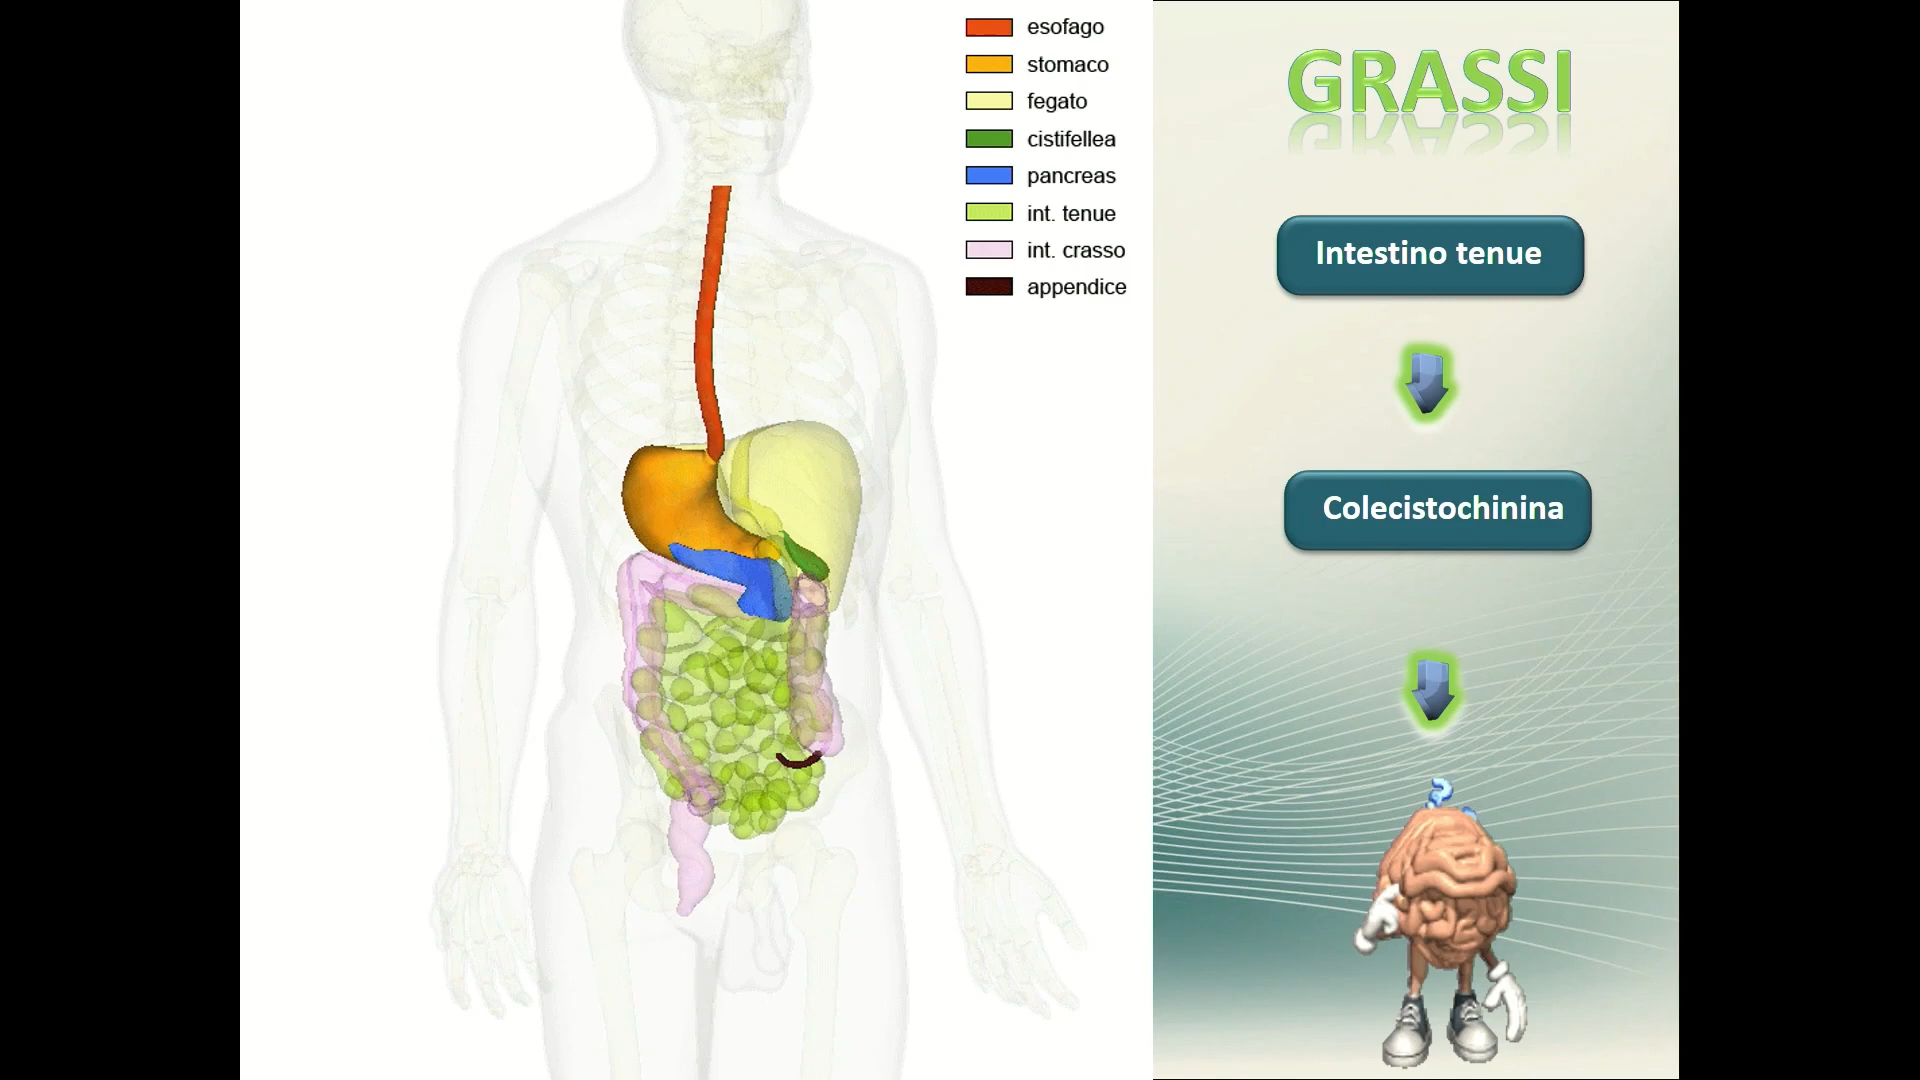 esofago
stomaco
fegato
cistifellea
pancreas
int. tenue
int. crasso
appendice
GRASSI
Intestino tenue
Colecistochinina
?